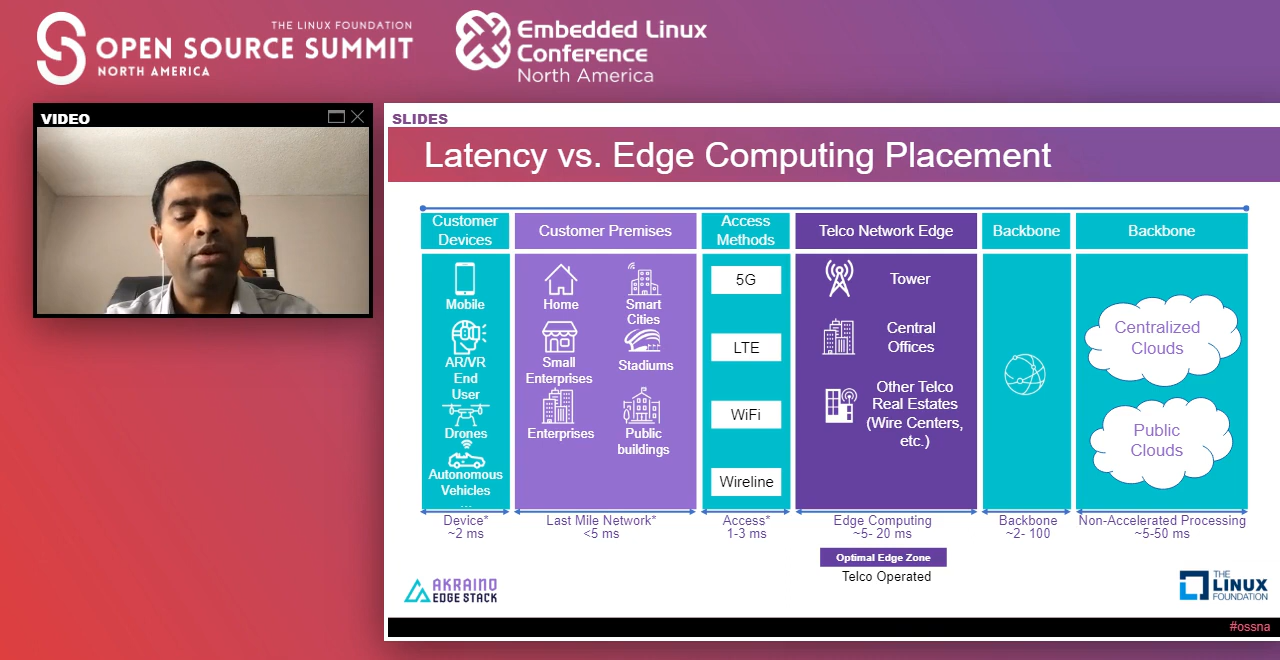 THE LINUX FOUNDATION
OPEN SOURCE SUMMIT
NORTH AMERICA
Embedded Linux
Conference
North America
VIDEO
SLIDES
Latency vs. Edge Computing Placement
Customer
Devices
Customer Premises
Access
Methods
Telco Network Edge
Backbone
Backbone
Mobile
AR/VR
End
User
Drones
Autonomous
Vehicles
...
Home
Smart
Cities
Small
Enterprises
Stadiums
Enterprises
Public
buildings
5G
LTE
WiFi
Wireline
Tower
Central
Offices
Other Telco
Real Estates
(Wire Centers,
etc.)
Centralized
Clouds
Public
Clouds
Device*
~2 ms
Last Mile Network*
<5 ms
Access*
1-3 ms
Edge Computing
~5- 20 ms
Backbone
~2- 100
Non-Accelerated Processing
~5-50 ms
Optimal Edge Zone
Telco Operated
AKRAINO
EDGE STACK
THE
LINUX
FOUNDATION
#ossna